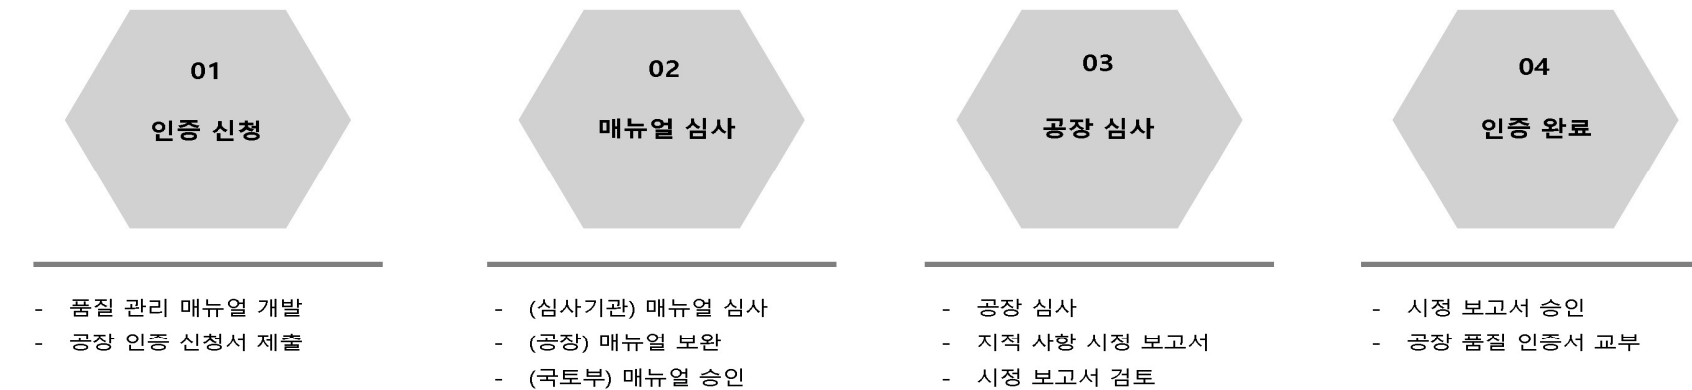 01
인증 신청
- 품질 관리 매뉴얼 개발
- 공장 인증 신청서 제출
02
매뉴얼 심사
- (심사기관) 매뉴얼 심사
- (공장) 매뉴얼 보완
- (국토부) 매뉴얼 승인
03
공장 심사
- 공장 심사
- 지적 사항 시정 보고서
- 시정 보고서 검토
04
인증 완료
- 시정 보고서 승인
- 공장 품질 인증서 교부